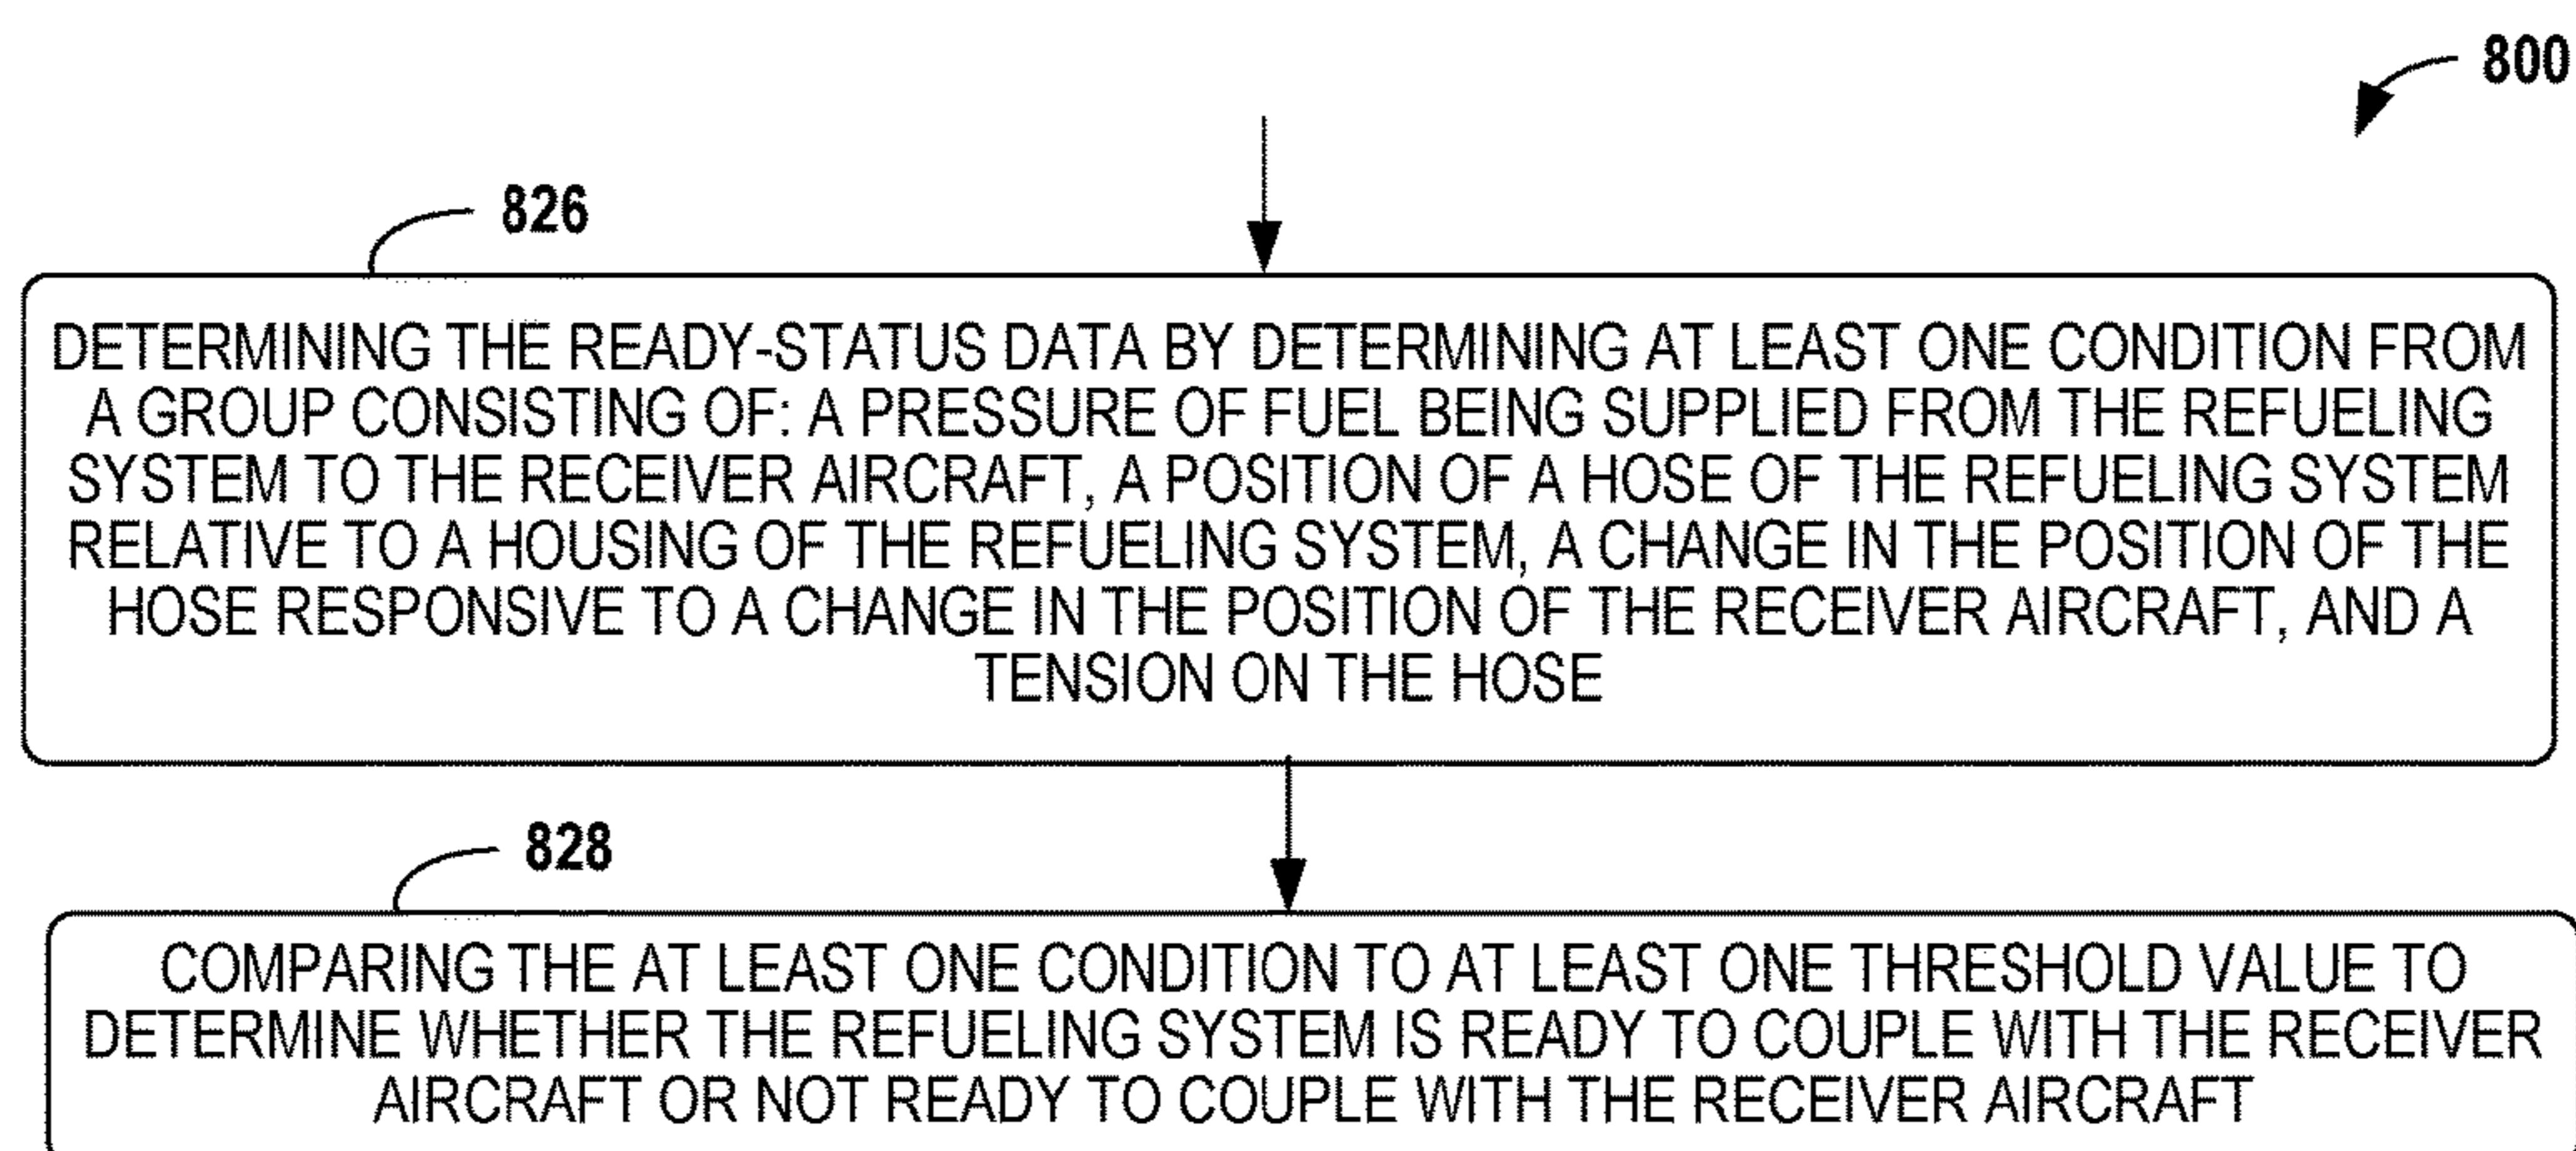 800
826
DETERMINING THE READY-STATUS DATA BY DETERMINING AT LEAST ONE CONDITION FROM
A GROUP CONSISTING OF: A PRESSURE OF FUEL BEING SUPPLIED FROM THE REFUELING
SYSTEM TO THE RECEIVER AIRCRAFT, A POSITION OF A HOSE OF THE REFUELING SYSTEM
RELATIVE TO A HOUSING OF THE REFUELING SYSTEM, A CHANGE IN THE POSITION OF THE
HOSE RESPONSIVE TO A CHANGE IN THE POSITION OF THE RECEIVER AIRCRAFT, AND A
TENSION ON THE HOSE
828
COMPARING THE AT LEAST ONE CONDITION TO AT LEAST ONE THRESHOLD VALUE TO
DETERMINE WHETHER THE REFUELING SYSTEM IS READY TO COUPLE WITH THE RECEIVER
AIRCRAFT OR NOT READY TO COUPLE WITH THE RECEIVER AIRCRAFT